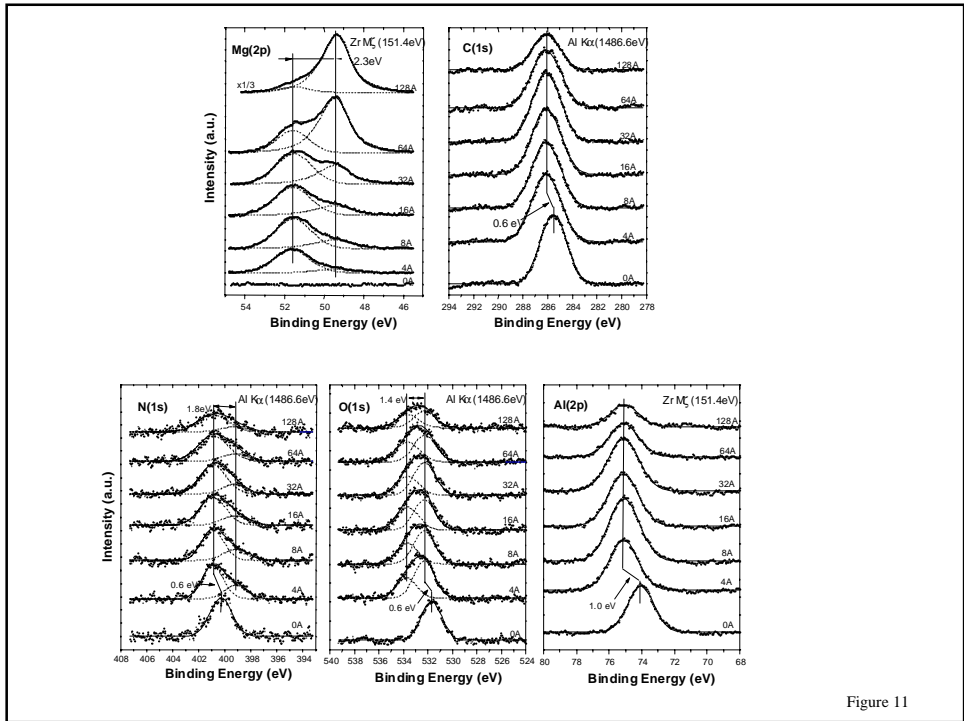 Mg(2p)
Zr Mζ (151.4eV)
2.3eV
x1/3
128A
64A
32A
16A
8A
4A
0A
54 52 50 48 46
Binding Energy (eV)
Intensity (a.u.)
C(1s)
Al Kα (1486.6eV)
128A
64A
32A
16A
8A
0.6 eV
4A
0A
294 292 290 288 286 284 282 280 278
Binding Energy (eV)
N(1s)
Al Kα (1486.6eV)
1.8eV
128A
64A
32A
16A
8A
0.6 eV
4A
0A
408 406 404 402 400 398 396 394
Binding Energy (eV)
Intensity (a.u.)
O(1s)
Al Kα (1486.6eV)
1.4 eV
128A
64A
32A
16A
8A
4A
0.6 eV
0A
540 538 536 534 532 530 528 526 524
Binding Energy (eV)
Al(2p)
Zr Mζ (151.4eV)
128A
64A
32A
16A
8A
4A
1.0 eV
0A
80 78 76 74 72 70 68
Binding Energy (eV)
Figure 11